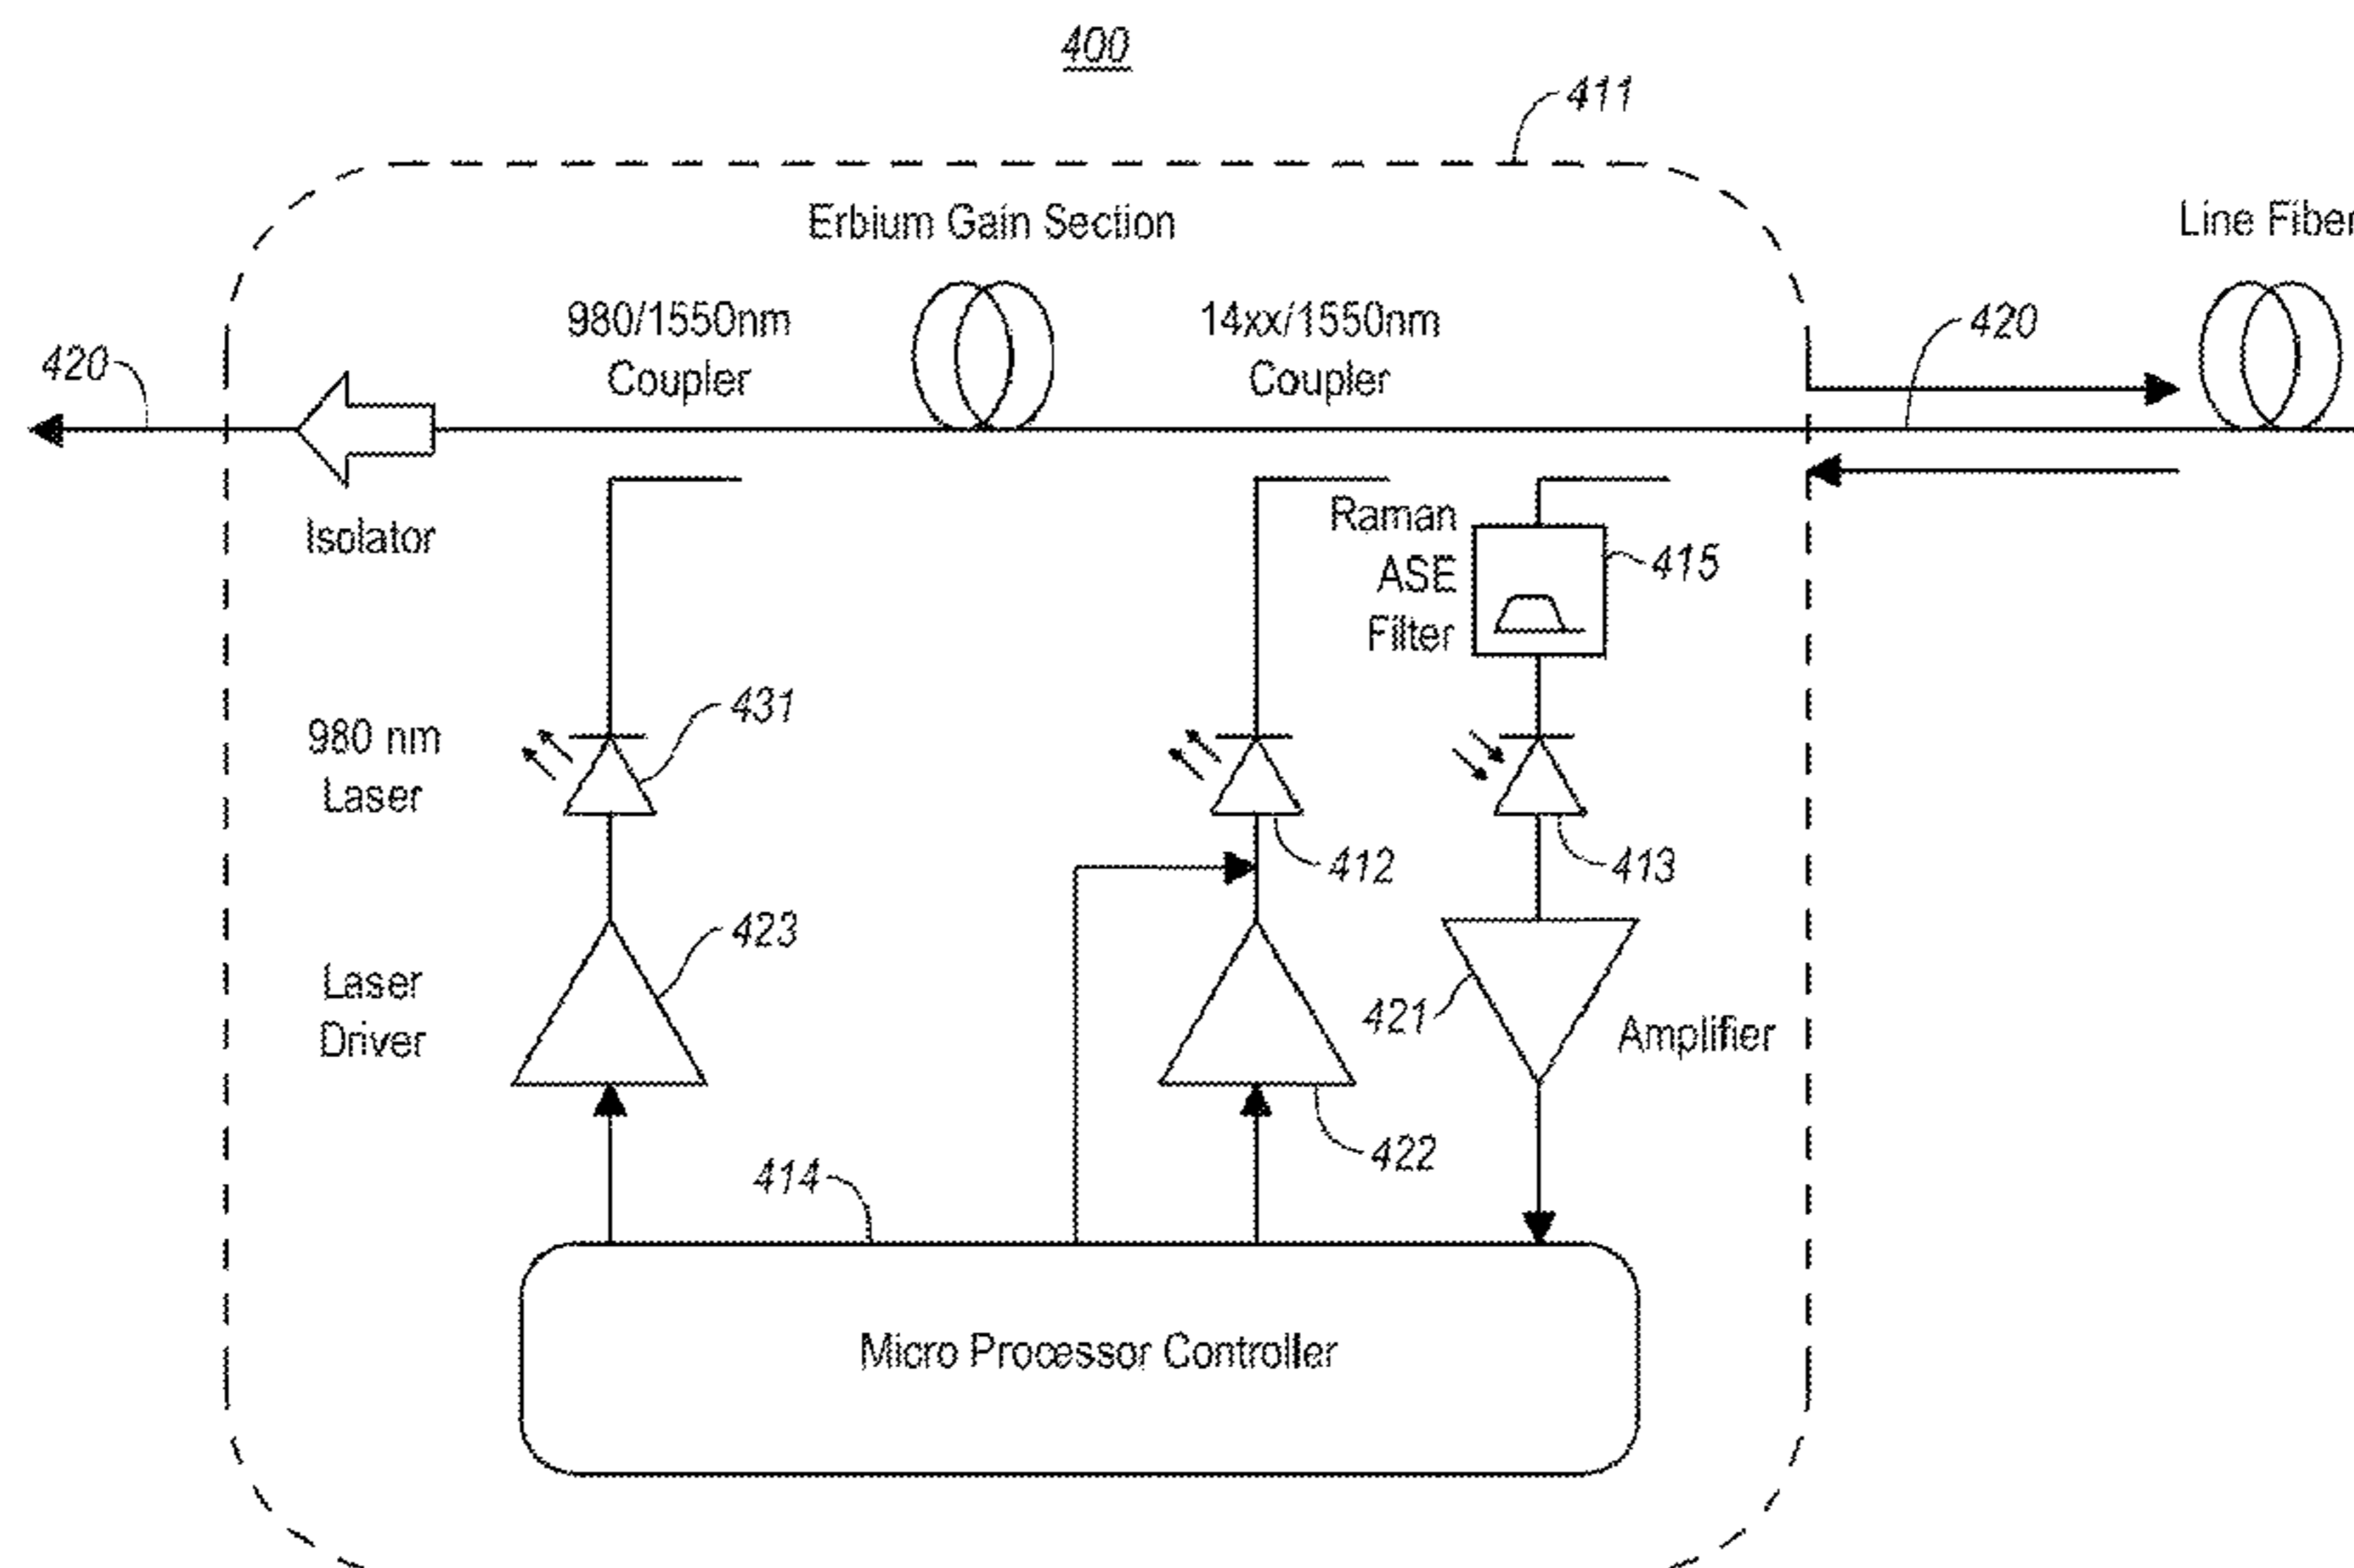 400
411
Erbium Gain Section
Line Fiber
980/1550nm
Coupler
14xx/1550nm
Coupler
420
420
Isolator
Raman
ASE
Filter
415
980 nm
Laser
431
412
413
Laser
Driver
423
421
Amplifier
422
414
Micro Processor Controller